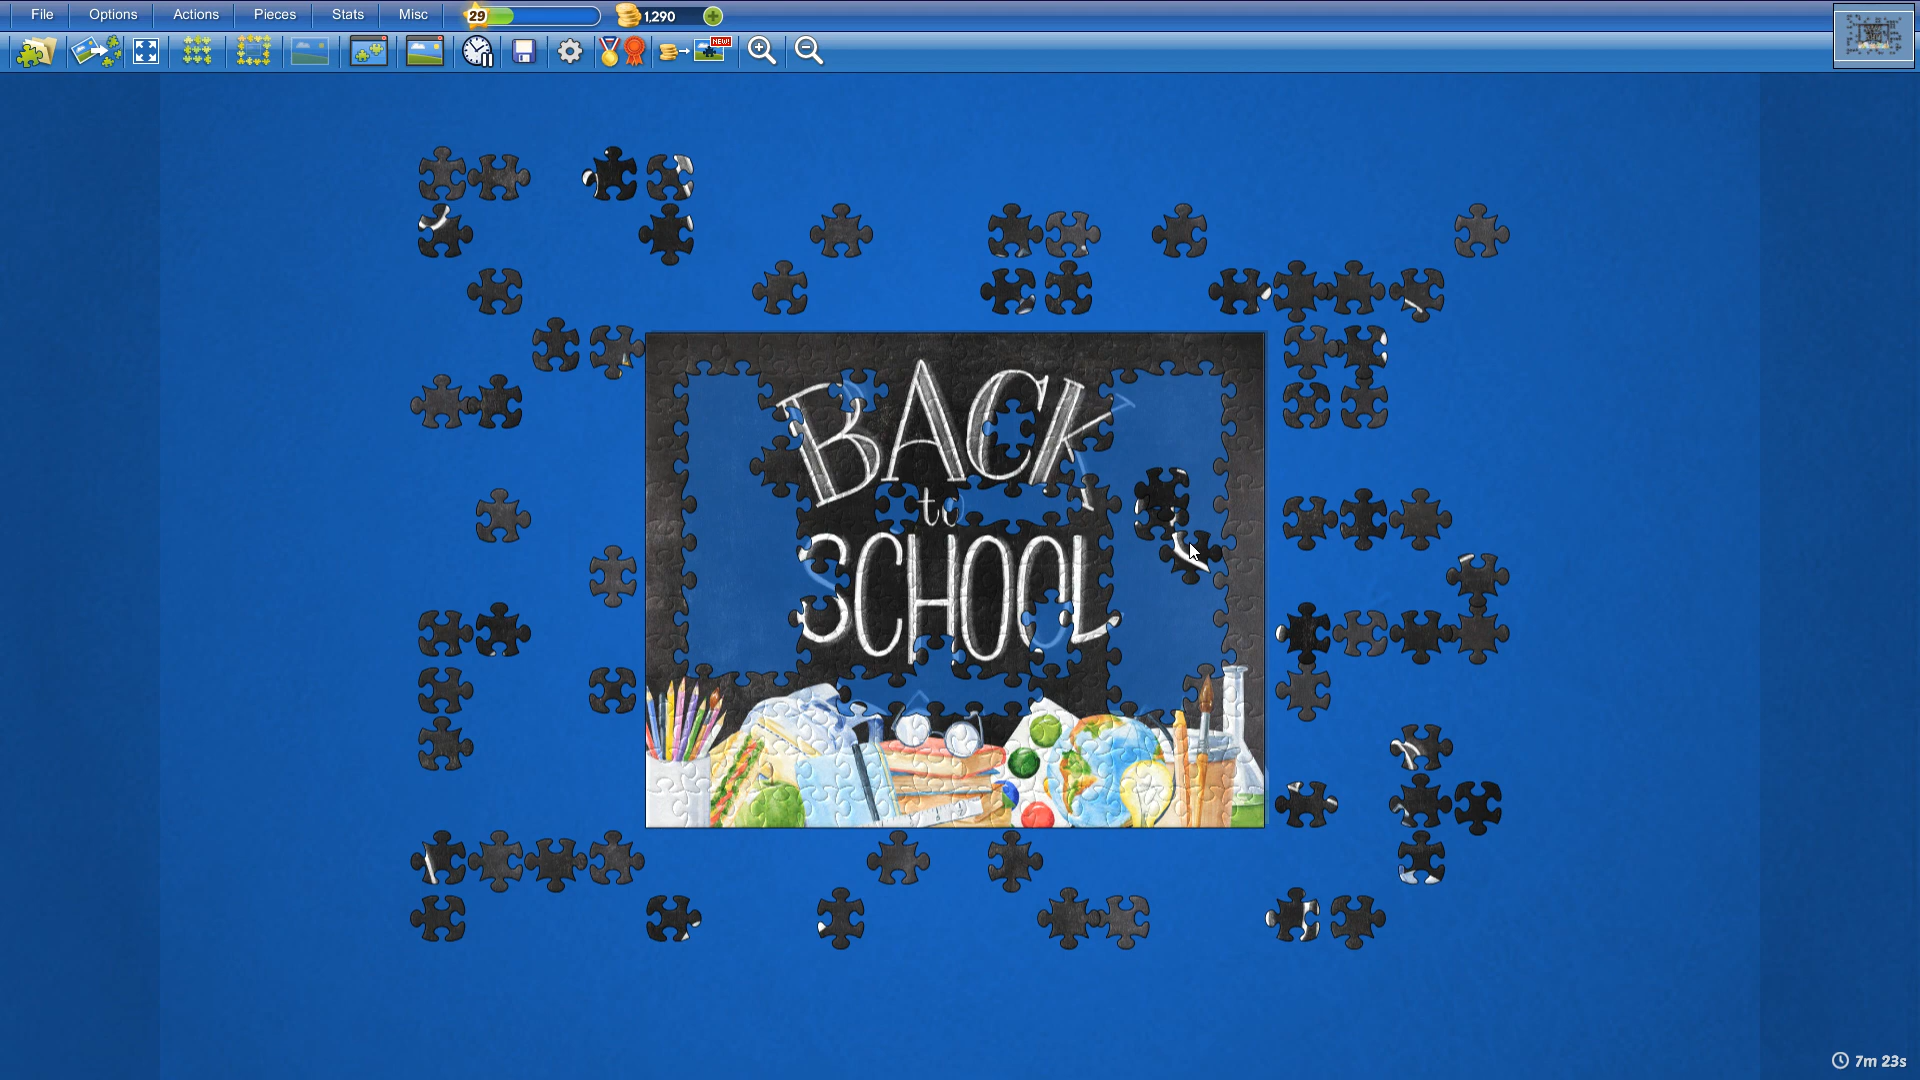 File Options Actions Pieces Stats Misc 29 1,290
NEW!
BACK
to
SCHOOL
7m 23s